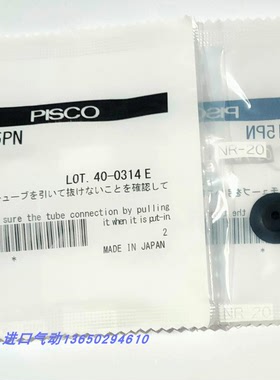 PISCO
PN
LOT. 40-0314 E
チューブを引いて抜けないことを確認して
sure the tube connection by pulling
it when it is put-in.
2
MADE IN JAPAN
PISCO
5PN
NR-20
NR-20
进口气动13650294610